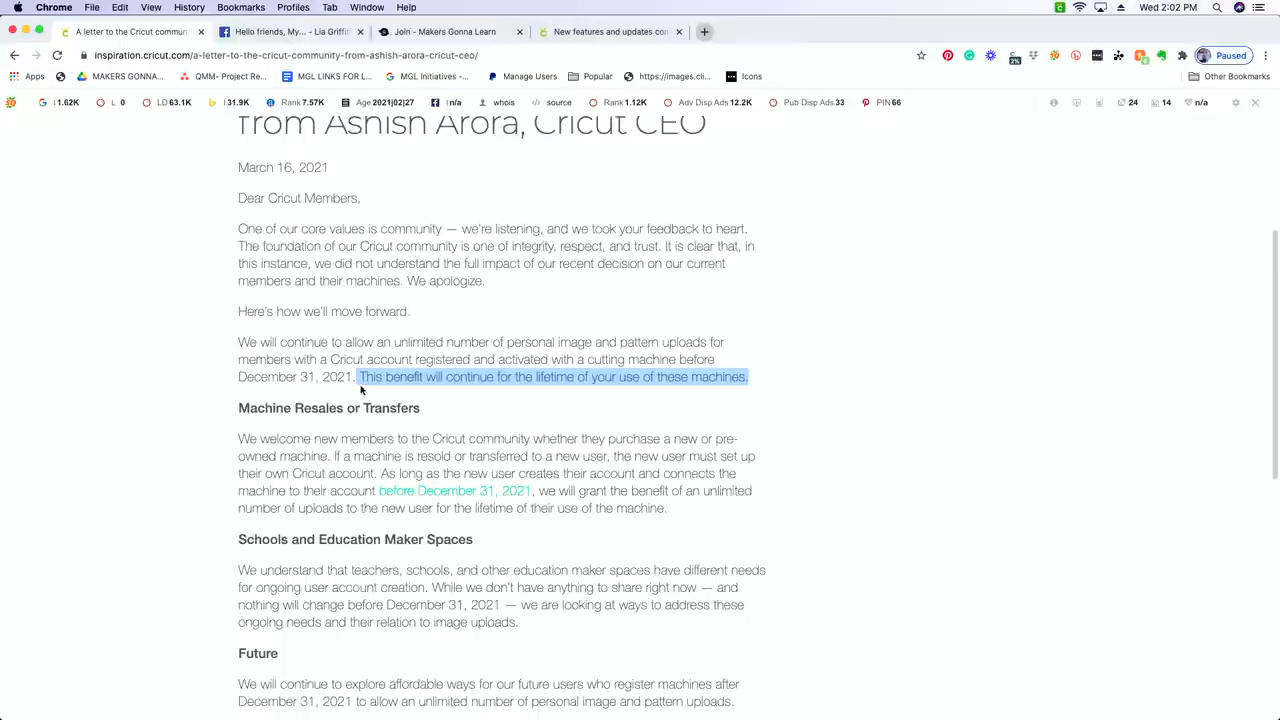 Chrome File Edit View History Bookmarks Profiles Tab Window Help Wed 2:02 PM
A letter to the Cricut commun Hello friends, My... - Lia Griffit Join - Makers Gonna Learn New features and updates con
inspiration.cricut.com/a-letter-to-the-cricut-community-from-ashish-arora-cricut-ceo/ 2% Paused
Apps MAKERS GONNA... QMM- Project Re... MGL LINKS FOR L... MGL Initiatives -... Manage Users Popular https://images.cli... Icons Other Bookmarks
1.62K L 0 LD 63.1K 31.9K Rank 7.57K Age 2021|02|27 n/a whois source Rank 1.12K Adv Disp Ads 12.2K Pub Disp Ads 33 PIN 66 24 14 n/a
from Ashish Arora, Cricut CEO
March 16, 2021
Dear Cricut Members,
One of our core values is community — we're listening, and we took your feedback to heart.
The foundation of our Cricut community is one of integrity, respect, and trust. It is clear that, in
this instance, we did not understand the full impact of our recent decision on our current
members and their machines. We apologize.
Here's how we'll move forward.
We will continue to allow an unlimited number of personal image and pattern uploads for
members with a Cricut account registered and activated with a cutting machine before
December 31, 2021. This benefit will continue for the lifetime of your use of these machines.
Machine Resales or Transfers
We welcome new members to the Cricut community whether they purchase a new or pre-
owned machine. If a machine is resold or transferred to a new user, the new user must set up
their own Cricut account. As long as the new user creates their account and connects the
machine to their account before December 31, 2021, we will grant the benefit of an unlimited
number of uploads to the new user for the lifetime of their use of the machine.
Schools and Education Maker Spaces
We understand that teachers, schools, and other education maker spaces have different needs
for ongoing user account creation. While we don't have anything to share right now — and
nothing will change before December 31, 2021 — we are looking at ways to address these
ongoing needs and their relation to image uploads.
Future
We will continue to explore affordable ways for our future users who register machines after
December 31, 2021 to allow an unlimited number of personal image and pattern uploads.